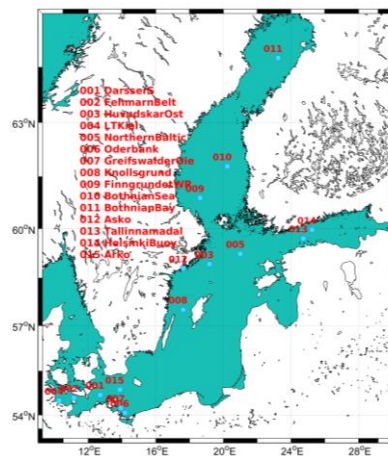 011
001 DarsserS
002 FehmarnBelt
003 HuvudskarOst
004 LTKiel
005 NorthernBaltic
006 Oderbank
007 GreifswalderOie
008 Knollsgrund
009 FinngrundetWR
010 BothnianSea
011 BothniapBay
012 Asko
013 Tallinnamadal
014 HelsinkiBuoy
015 Arko
63°N
010
009
60°N
014
013
005
012
003
008
57°N
015
001
54°N
12°E
16°E
20°E
24°E
28°E